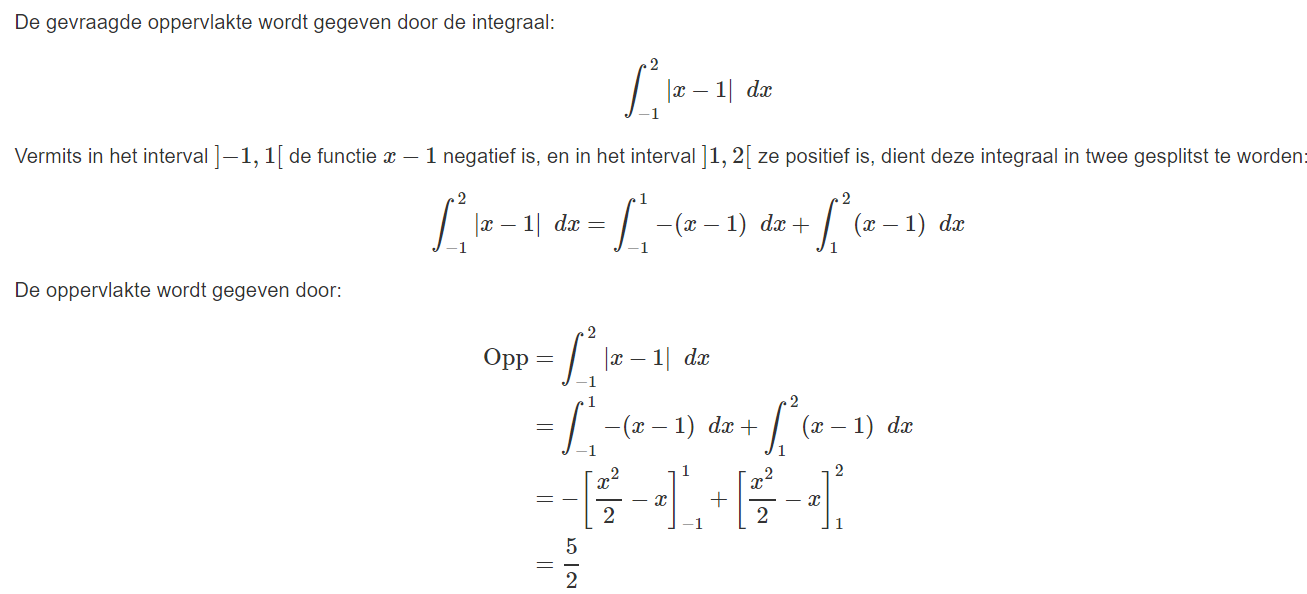 De gevraagde oppervlakte wordt gegeven door de integraal:
$$\int_{-1}^{2} |x-1| \ dx$$
Vermits in het interval $]-1,1[$ de functie $x-1$ negatief is, en in het interval $]1,2[$ ze positief is, dient deze integraal in twee gesplitst te worden:
$$\int_{-1}^{2} |x-1| \ dx = \int_{-1}^{1} -(x-1) \ dx + \int_{1}^{2} (x-1) \ dx$$
De oppervlakte wordt gegeven door:
$$\text{Opp} = \int_{-1}^{2} |x-1| \ dx$$
$$= \int_{-1}^{1} -(x-1) \ dx + \int_{1}^{2} (x-1) \ dx$$
$$= -\left[\frac{x^2}{2} - x\right]_{-1}^{1} + \left[\frac{x^2}{2} - x\right]_{1}^{2}$$
$$= \frac{5}{2}$$